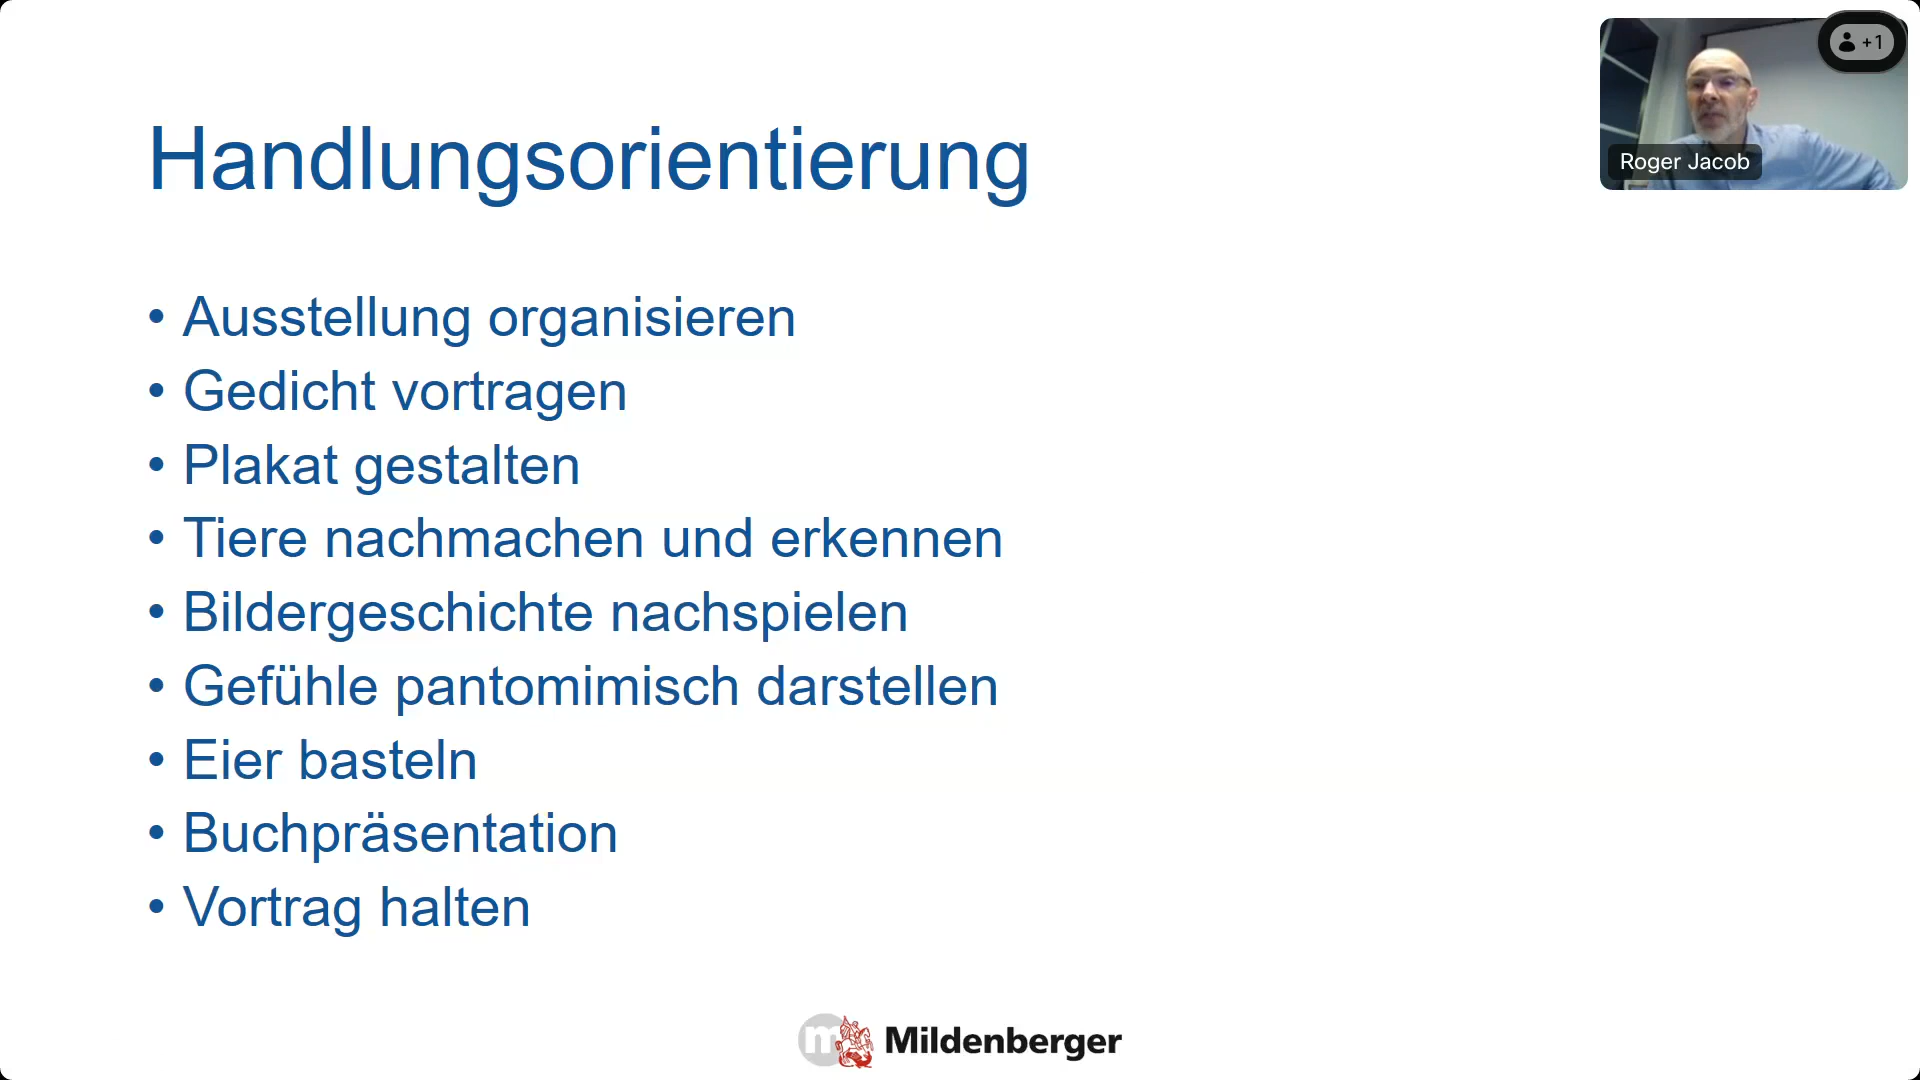 +1
Roger Jacob
Handlungsorientierung
• Ausstellung organisieren
• Gedicht vortragen
• Plakat gestalten
• Tiere nachmachen und erkennen
• Bildergeschichte nachspielen
• Gefühle pantomimisch darstellen
• Eier basteln
• Buchpräsentation
• Vortrag halten
m Mildenberger